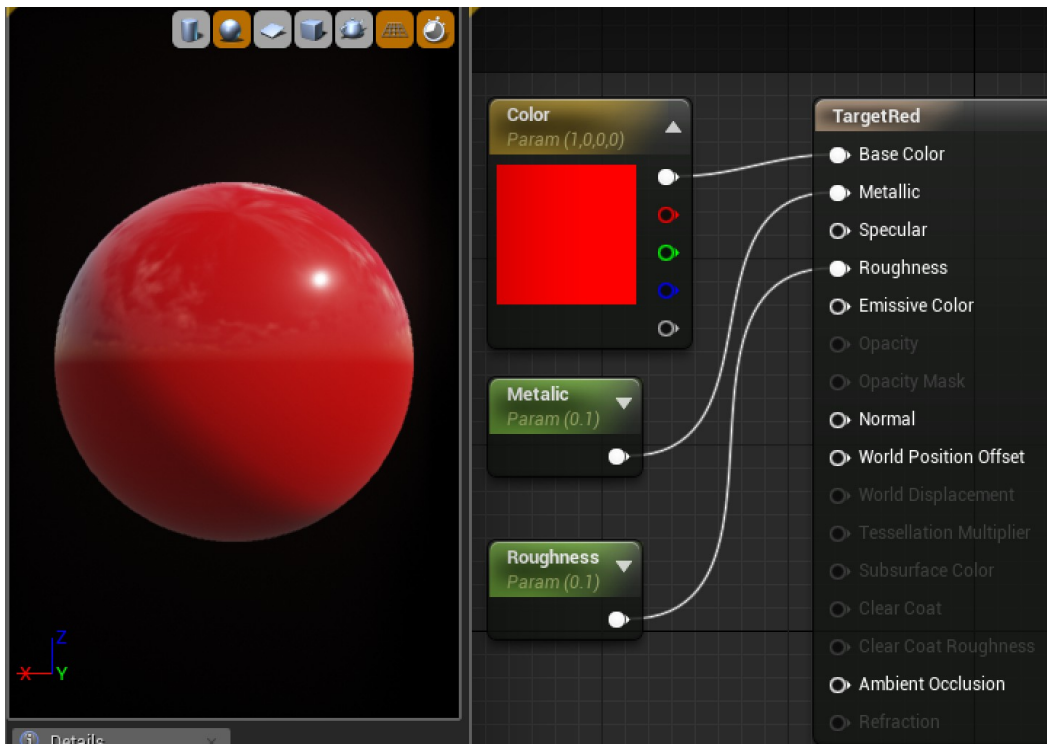 Color
Param (1,0,0,0)
Metalic
Param (0.1)
Roughness
Param (0.1)
TargetRed
Base Color
Metallic
Specular
Roughness
Emissive Color
Opacity
Opacity Mask
Normal
World Position Offset
World Displacement
Tessellation Multiplier
Subsurface Color
Clear Coat
Clear Coat Roughness
Ambient Occlusion
Refraction
Z
X
Y
Details